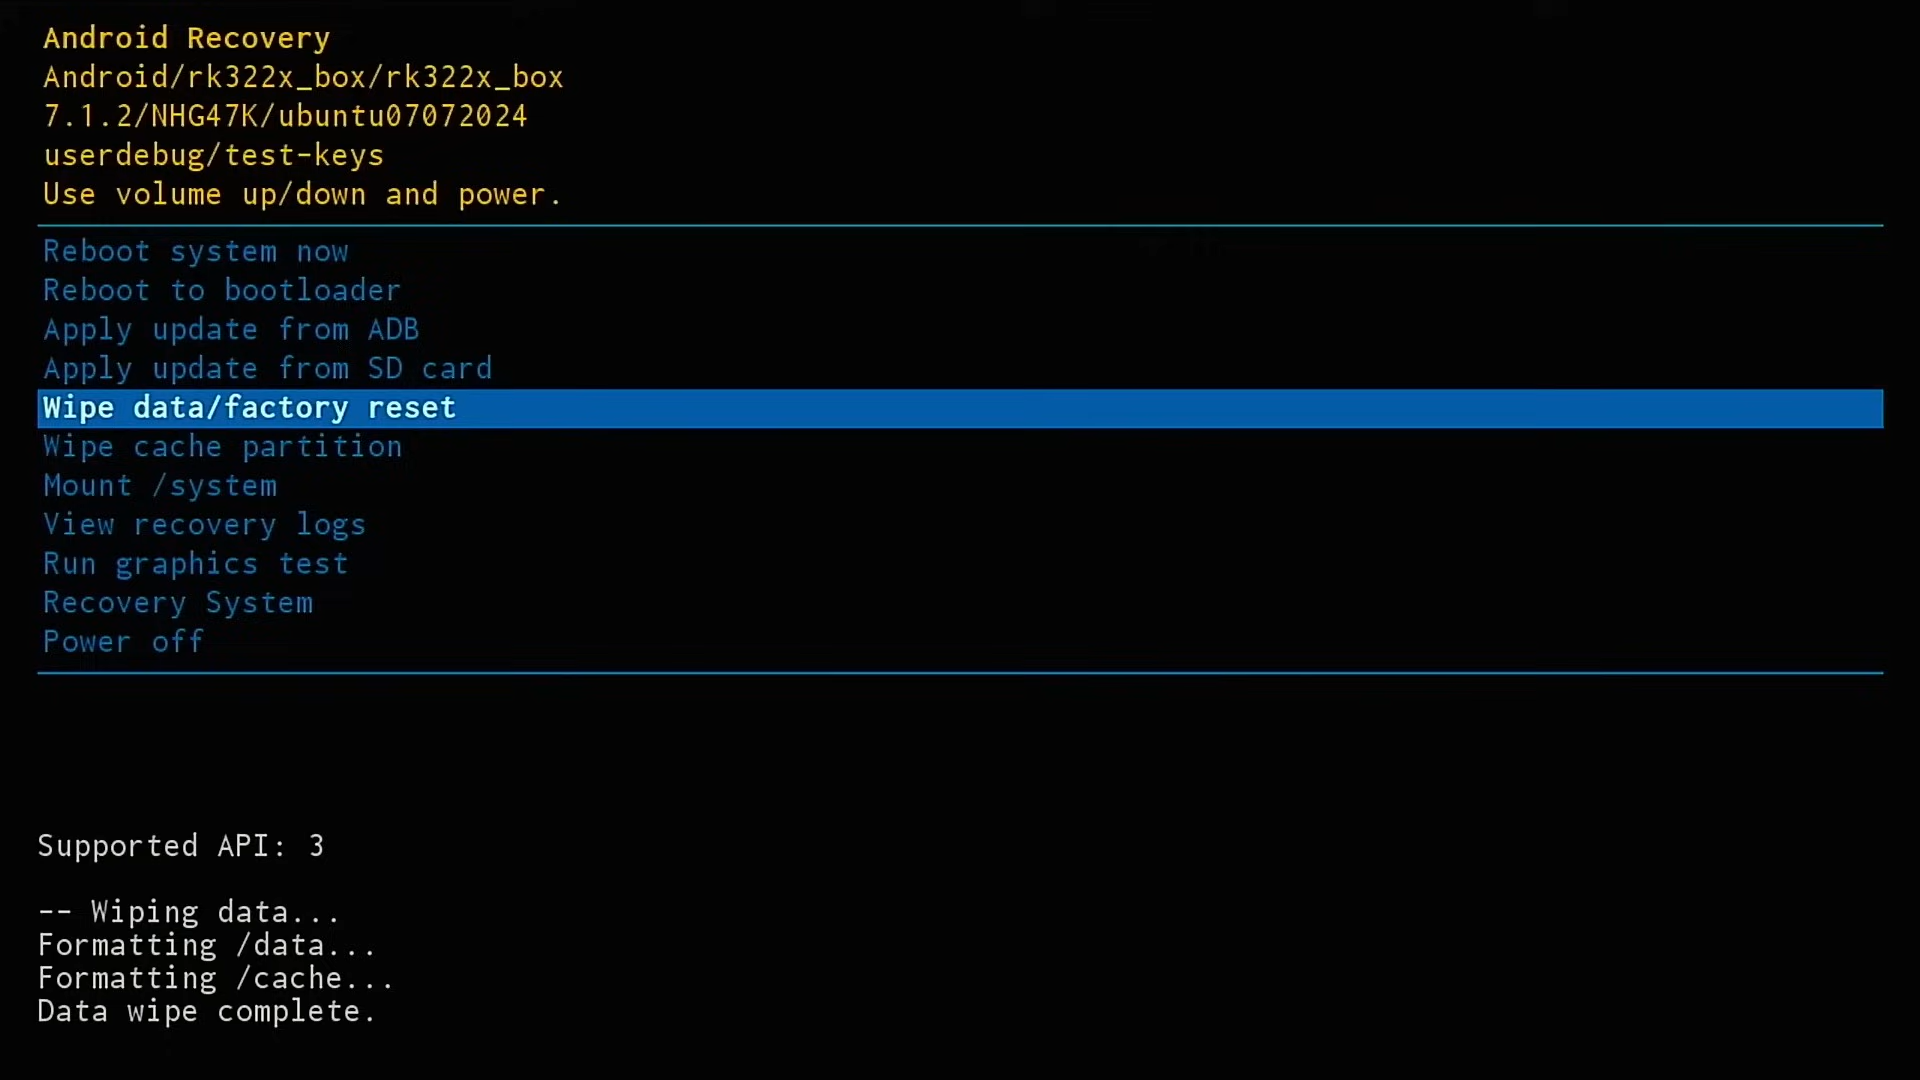 Android Recovery
Android/rk322x_box/rk322x_box
7.1.2/NHG47K/ubuntu07072024
userdebug/test-keys
Use volume up/down and power.
Reboot system now
Reboot to bootloader
Apply update from ADB
Apply update from SD card
Wipe data/factory reset
Wipe cache partition
Mount /system
View recovery logs
Run graphics test
Recovery System
Power off
Supported API: 3
-- Wiping data...
Formatting /data...
Formatting /cache...
Data wipe complete.